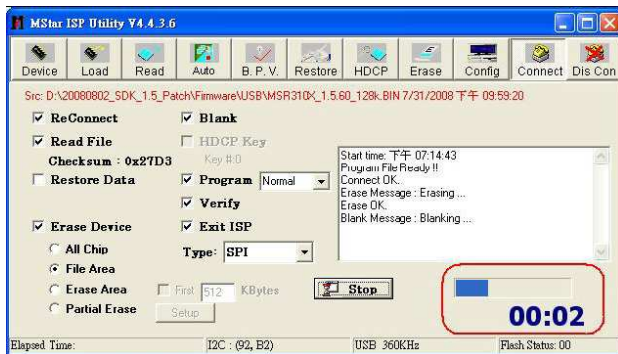 MStar ISP Utility V4.4.3.6
Device Load Read Auto B. P. V. Restore HDCP Erase Config Connect Dis Con
Src: D:\20080802_SDK_1.5_Patch\Firmware\USB\MSR310X_1.5.60_128k.BIN 7/31/2008 下午 09:59:20
ReConnect
Blank
Read File
HDCP Key
Checksum : 0x27D3
Key #:0
Restore Data
Program Normal
Verify
Erase Device
Exit ISP
All Chip
Type: SPI
File Area
Erase Area
First 512 KBytes
Partial Erase
Setup
Start time: 下午 07:14:43
Program File Ready !!
Connect OK.
Erase Message : Erasing ...
Erase OK.
Blank Message : Blanking ...
Stop
00:02
Elapsed Time: I2C : (92, B2) USB 360KHz Flash Status: 00